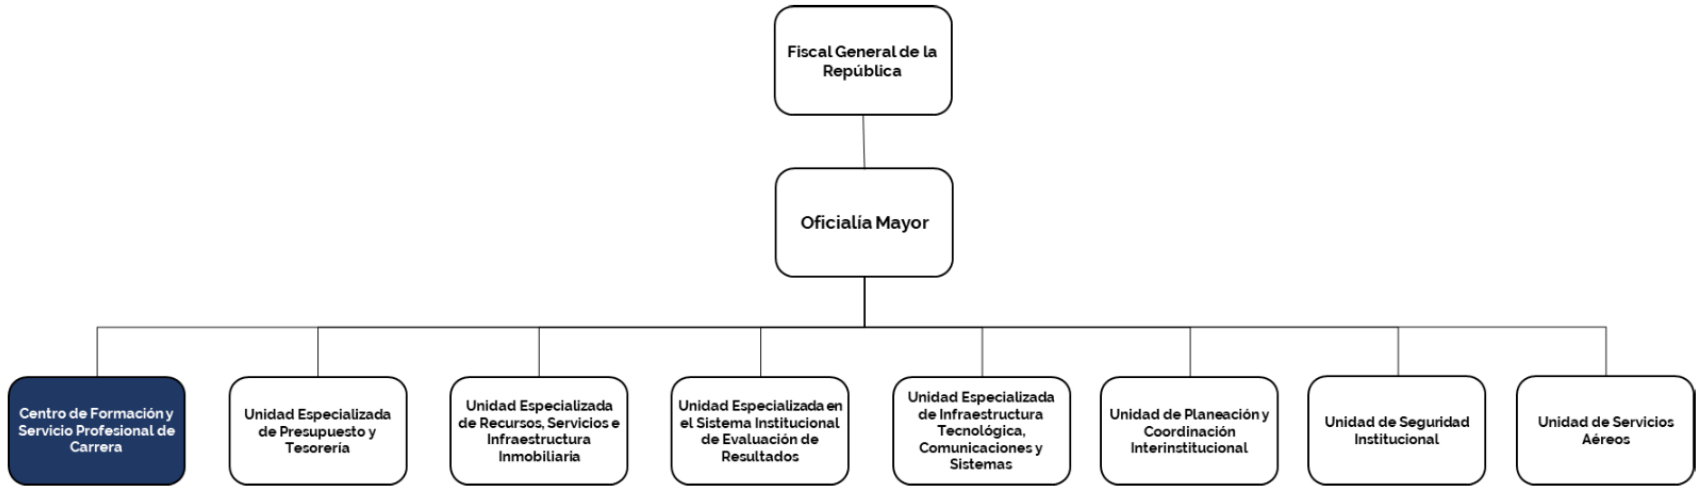 Fiscal General de la
República
Oficialía Mayor
Centro de Formación y
Servicio Profesional de
Carrera
Unidad Especializada
de Presupuesto y
Tesorería
Unidad Especializada
de Recursos, Servicios e
Infraestructura
Inmobiliaria
Unidad Especializada en
el Sistema Institucional
de Evaluación de
Resultados
Unidad Especializada
de Infraestructura
Tecnológica,
Comunicaciones y
Sistemas
Unidad de Planeación y
Coordinación
Interinstitucional
Unidad de Seguridad
Institucional
Unidad de Servicios
Aéreos